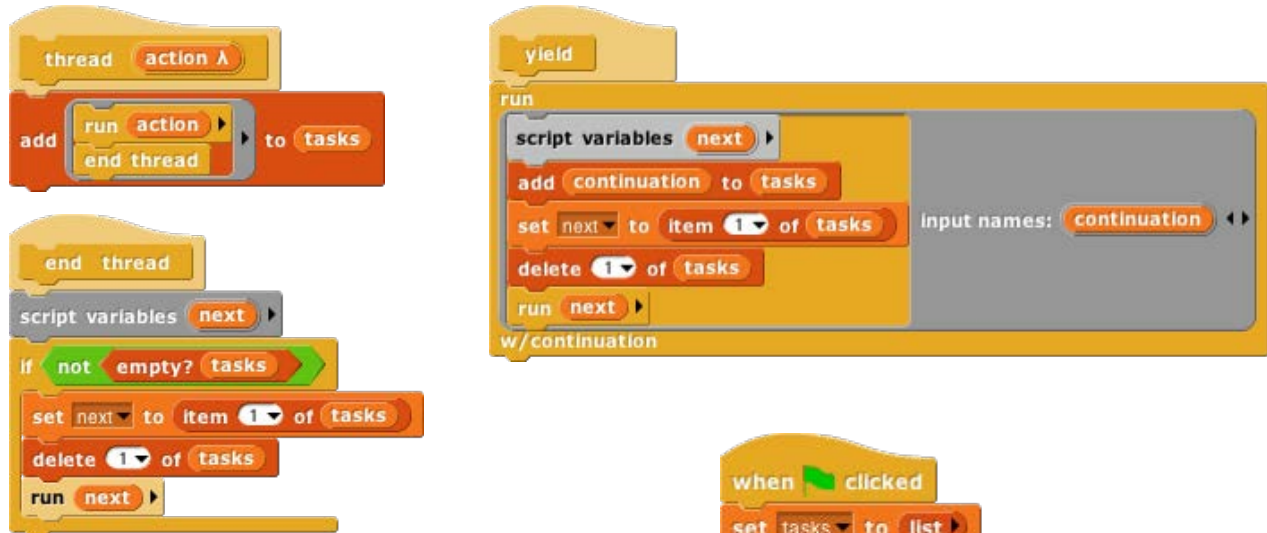 thread action λ
add run action to tasks
end thread
end thread
script variables next
if not empty? tasks
set next to item 1 of tasks
delete 1 of tasks
run next
yield
run
script variables next
add continuation to tasks
set next to item 1 of tasks
delete 1 of tasks
run next
input names: continuation
w/continuation
when clicked
set tasks to list